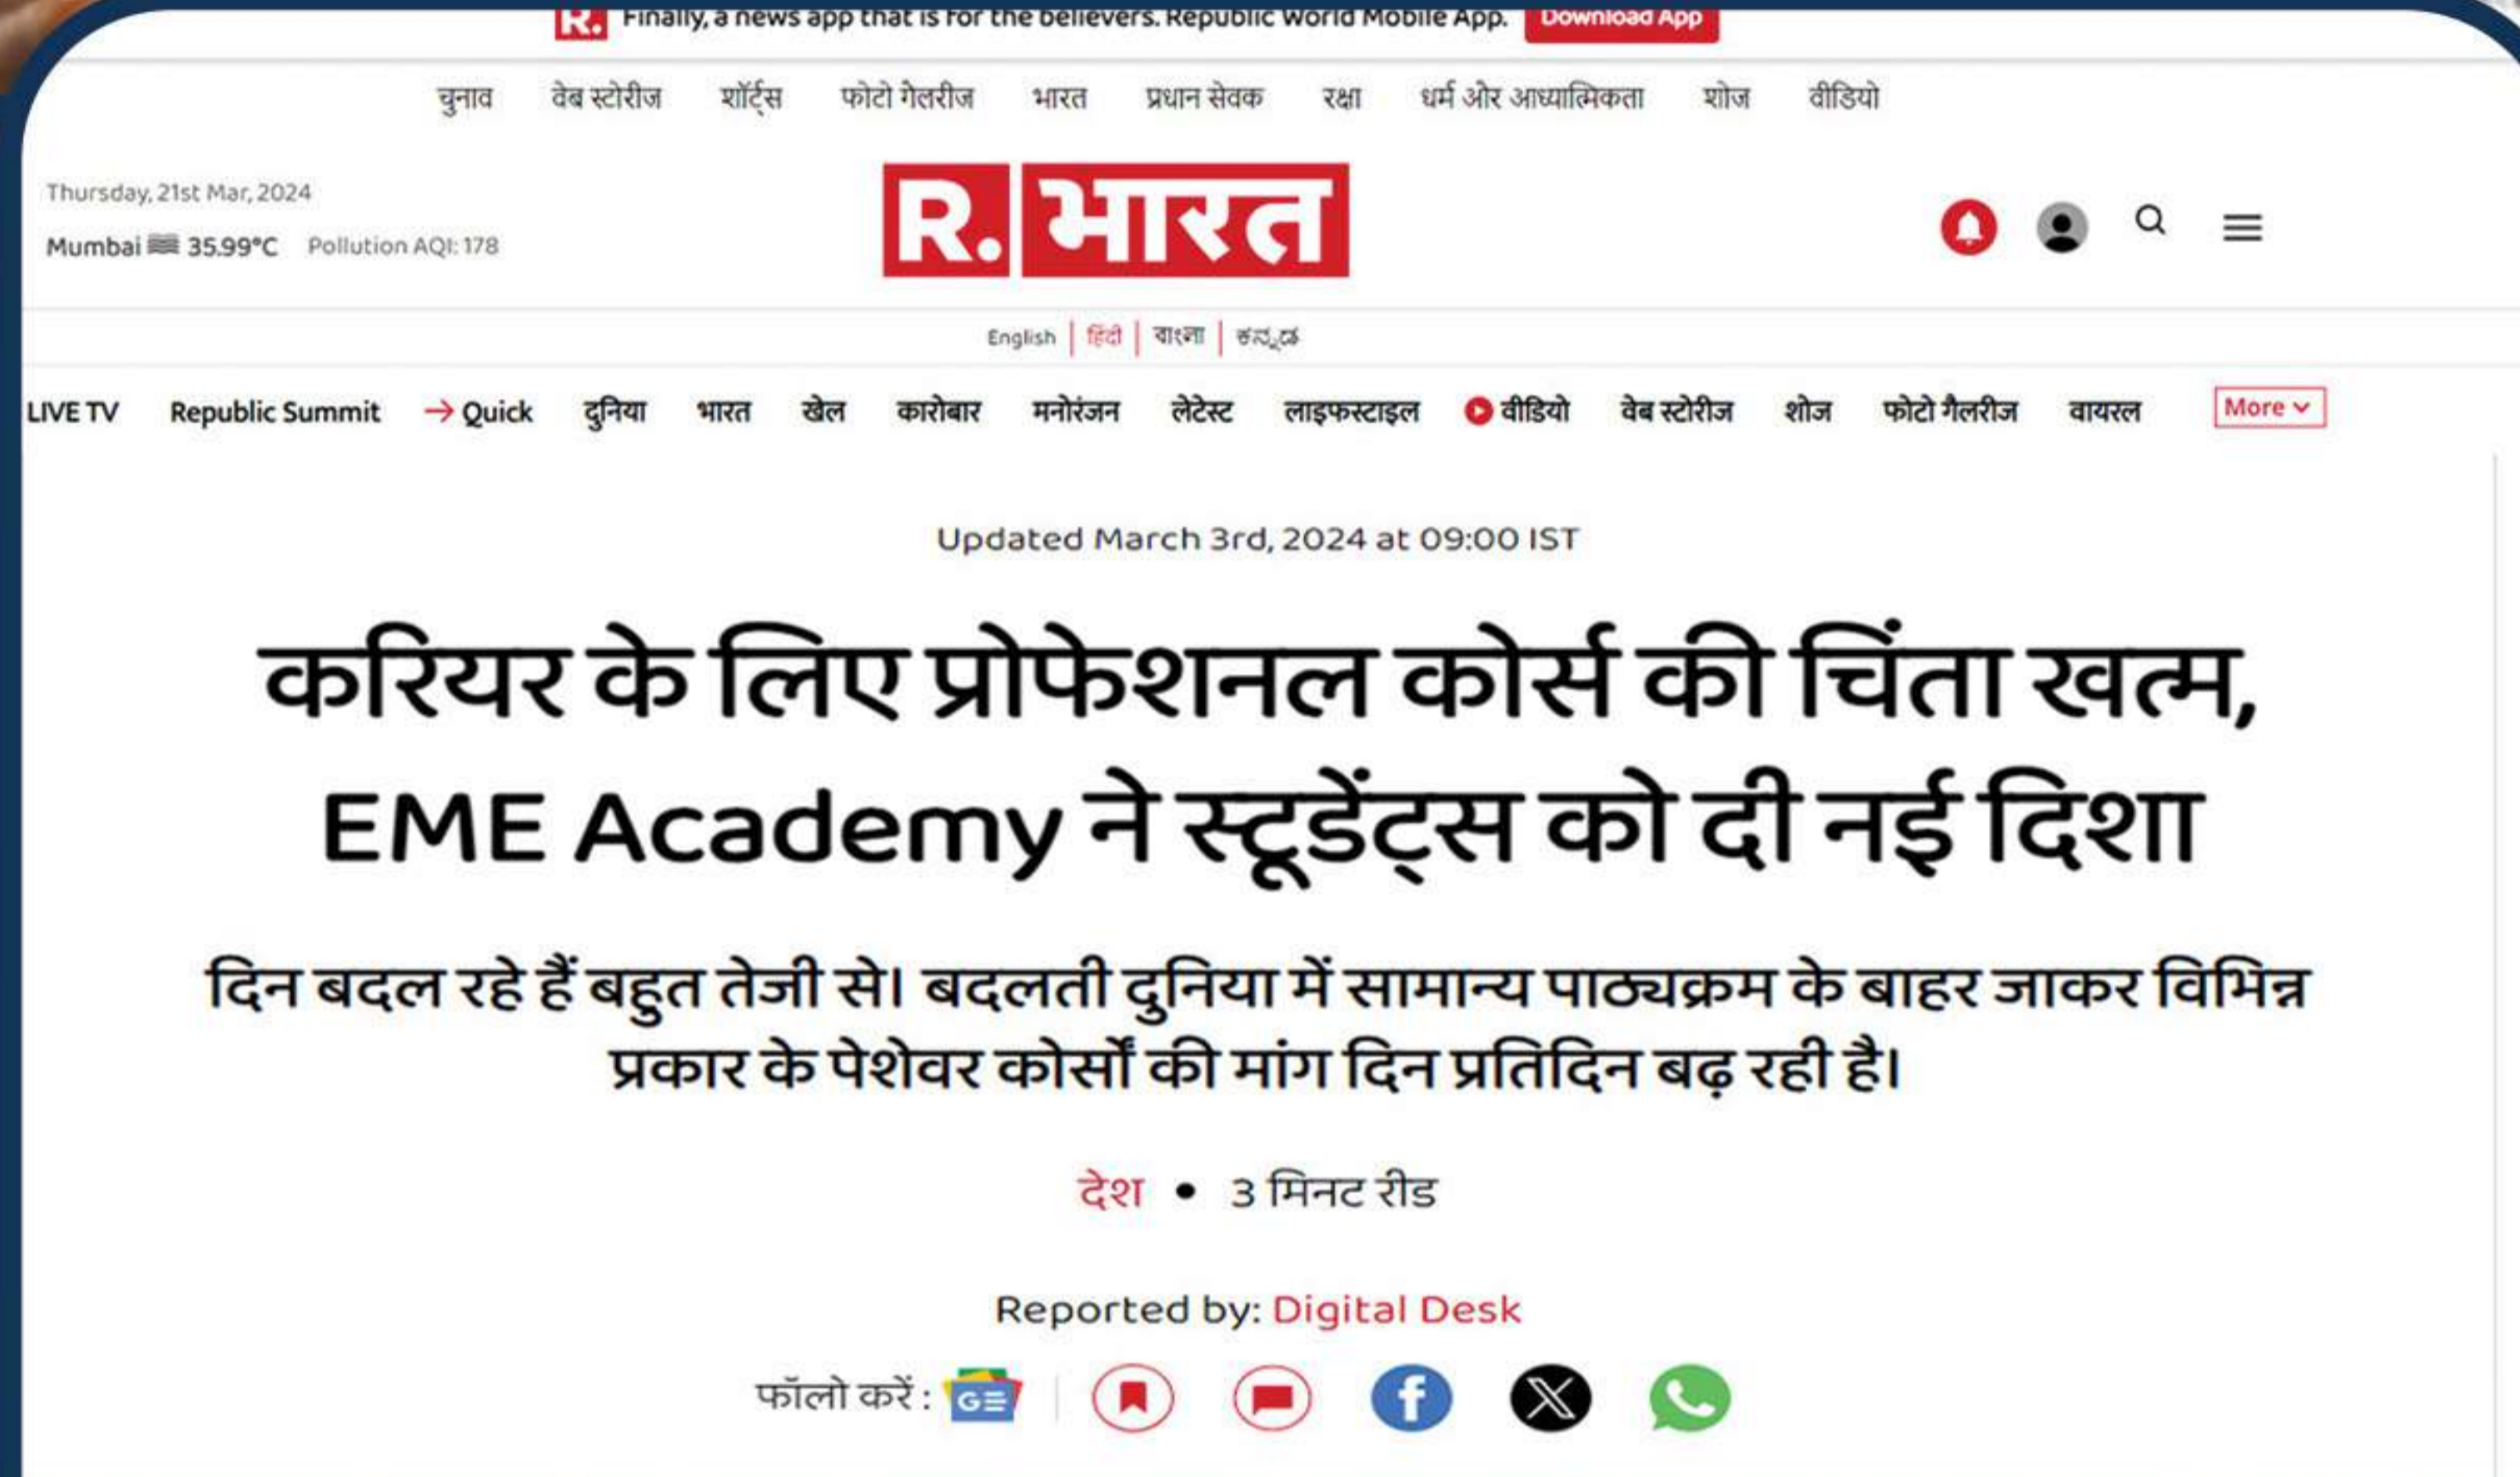 R. Finally, a news app that is for the believers. Republic World Mobile App. Download App
चुनाव वेब स्टोरीज शॉर्ट्स फोटो गैलरीज भारत प्रधान सेवक रक्षा धर्म और आध्यात्मिकता शोज वीडियो
Thursday, 21st Mar, 2024
R. भारत
Mumbai 35.99°C Pollution AQI: 178
English | हिंदी | বাংলা | ಕನ್ನಡ
LIVE TV Republic Summit → Quick दुनिया भारत खेल कारोबार मनोरंजन लेटेस्ट लाइफस्टाइल वीडियो वेब स्टोरीज शोज फोटो गैलरीज वायरल More
Updated March 3rd, 2024 at 09:00 IST
करियर के लिए प्रोफेशनल कोर्स की चिंता खत्म,
EME Academy ने स्टूडेंट्स को दी नई दिशा
दिन बदल रहे हैं बहुत तेजी से। बदलती दुनिया में सामान्य पाठ्यक्रम के बाहर जाकर विभिन्न
प्रकार के पेशेवर कोर्सों की मांग दिन प्रतिदिन बढ़ रही है।
देश • 3 मिनट रीड
Reported by: Digital Desk
फॉलो करें :